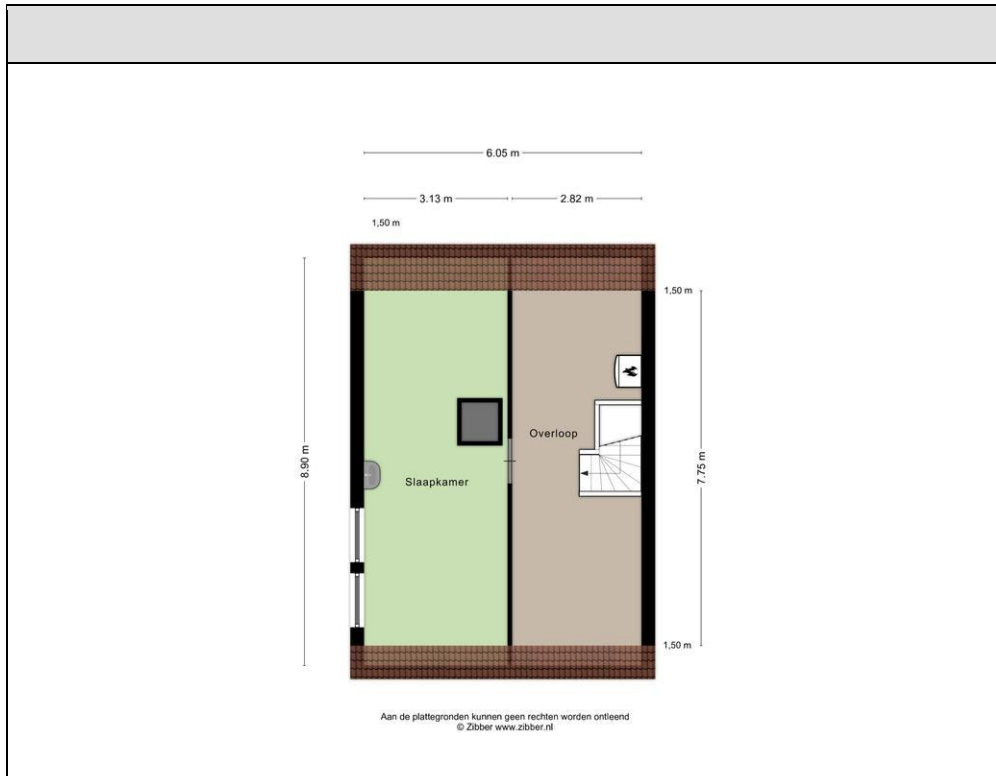 6.05 m
3.13 m
2.82 m
1,50 m
1,50 m
Overloop
8.90 m
7.75 m
Slaapkamer
1,50 m
Aan de plattegronden kunnen geen rechten worden ontleend
© Zibber www.zibber.nl